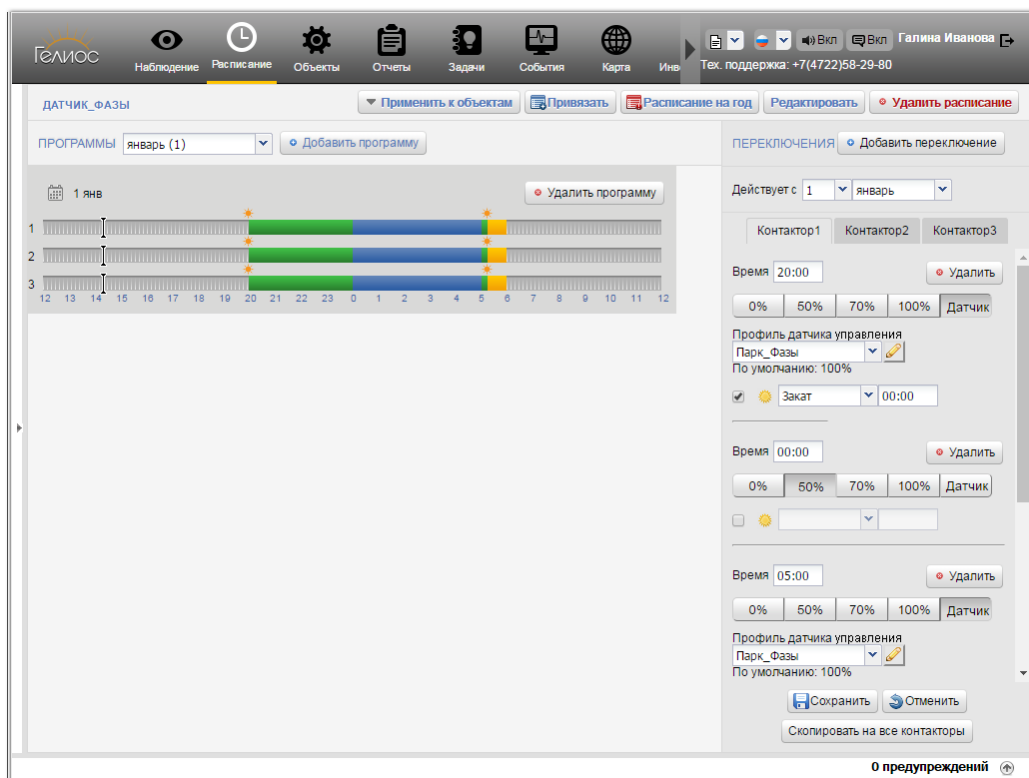 Гелиос
Наблюдение Расписание Объекты Отчеты Задачи События Карта Инв
Вкл Вкл Галина Иванова
Тех. поддержка: +7(4722)58-29-80
ДАТЧИК_ФАЗЫ Применить к объектам Привязать Расписание на год Редактировать Удалить расписание
ПРОГРАММЫ январь (1) Добавить программу
ПЕРЕКЛЮЧЕНИЯ Добавить переключение
1 янв Удалить программу
1
2
3
12 13 14 15 16 17 18 19 20 21 22 23 0 1 2 3 4 5 6 7 8 9 10 11 12
Действует с 1 январь
Контактор1 Контактор2 Контактор3
Время 20:00 Удалить
0% 50% 70% 100% Датчик
Профиль датчика управления
Парк_Фазы
По умолчанию: 100%
Закат 00:00
Время 00:00 Удалить
0% 50% 70% 100% Датчик
Время 05:00 Удалить
0% 50% 70% 100% Датчик
Профиль датчика управления
Парк_Фазы
По умолчанию: 100%
Сохранить Отменить
Скопировать на все контакторы
0 предупреждений